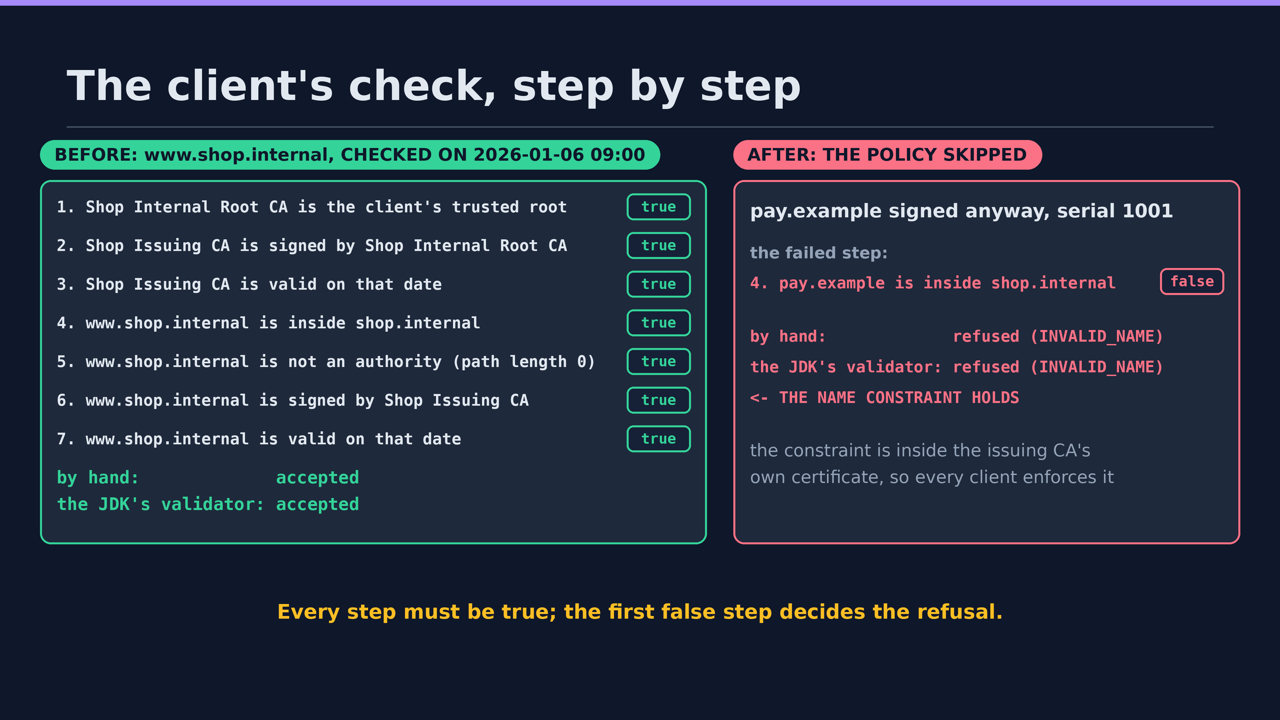 The client's check, step by step
BEFORE: www.shop.internal, CHECKED ON 2026-01-06 09:00
1. Shop Internal Root CA is the client's trusted root true
2. Shop Issuing CA is signed by Shop Internal Root CA true
3. Shop Issuing CA is valid on that date true
4. www.shop.internal is inside shop.internal true
5. www.shop.internal is not an authority (path length 0) true
6. www.shop.internal is signed by Shop Issuing CA true
7. www.shop.internal is valid on that date true
by hand: accepted
the JDK's validator: accepted
AFTER: THE POLICY SKIPPED
pay.example signed anyway, serial 1001
the failed step:
4. pay.example is inside shop.internal false
by hand: refused (INVALID_NAME)
the JDK's validator: refused (INVALID_NAME)
<- THE NAME CONSTRAINT HOLDS
the constraint is inside the issuing CA's
own certificate, so every client enforces it
Every step must be true; the first false step decides the refusal.